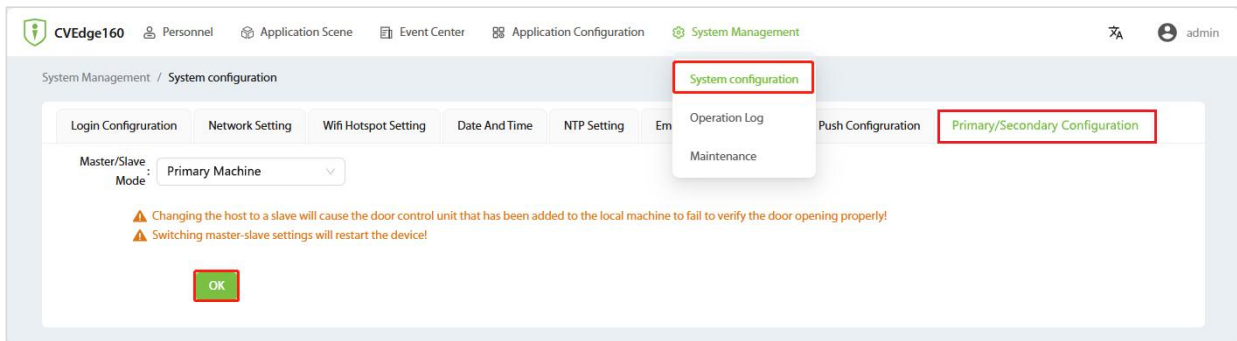 CVEdge160 Personnel Application Scene Event Center Application Configuration System Management admin
System Management / System configuration
System configuration
Login Configruration Network Setting Wifi Hotspot Setting Date And Time NTP Setting Em Operation Log Push Configruration Primary/Secondary Configuration
Maintenance
Master/Slave Mode : Primary Machine
Changing the host to a slave will cause the door control unit that has been added to the local machine to fail to verify the door opening properly!
Switching master-slave settings will restart the device!
OK